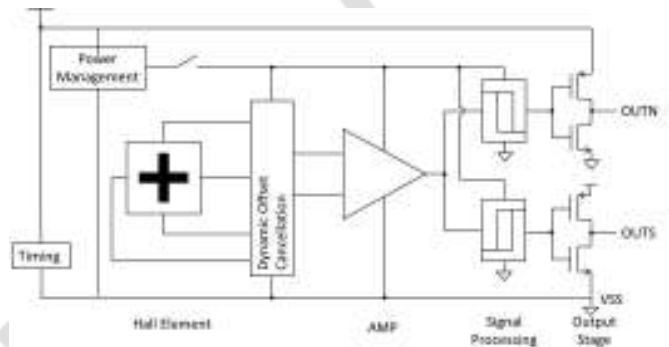 Power
Management
OUTN
Dynamic Offset
Cancellation
OUTS
Timing
VSS
Hall Element
AMP
Signal
Processing
Output
Stage